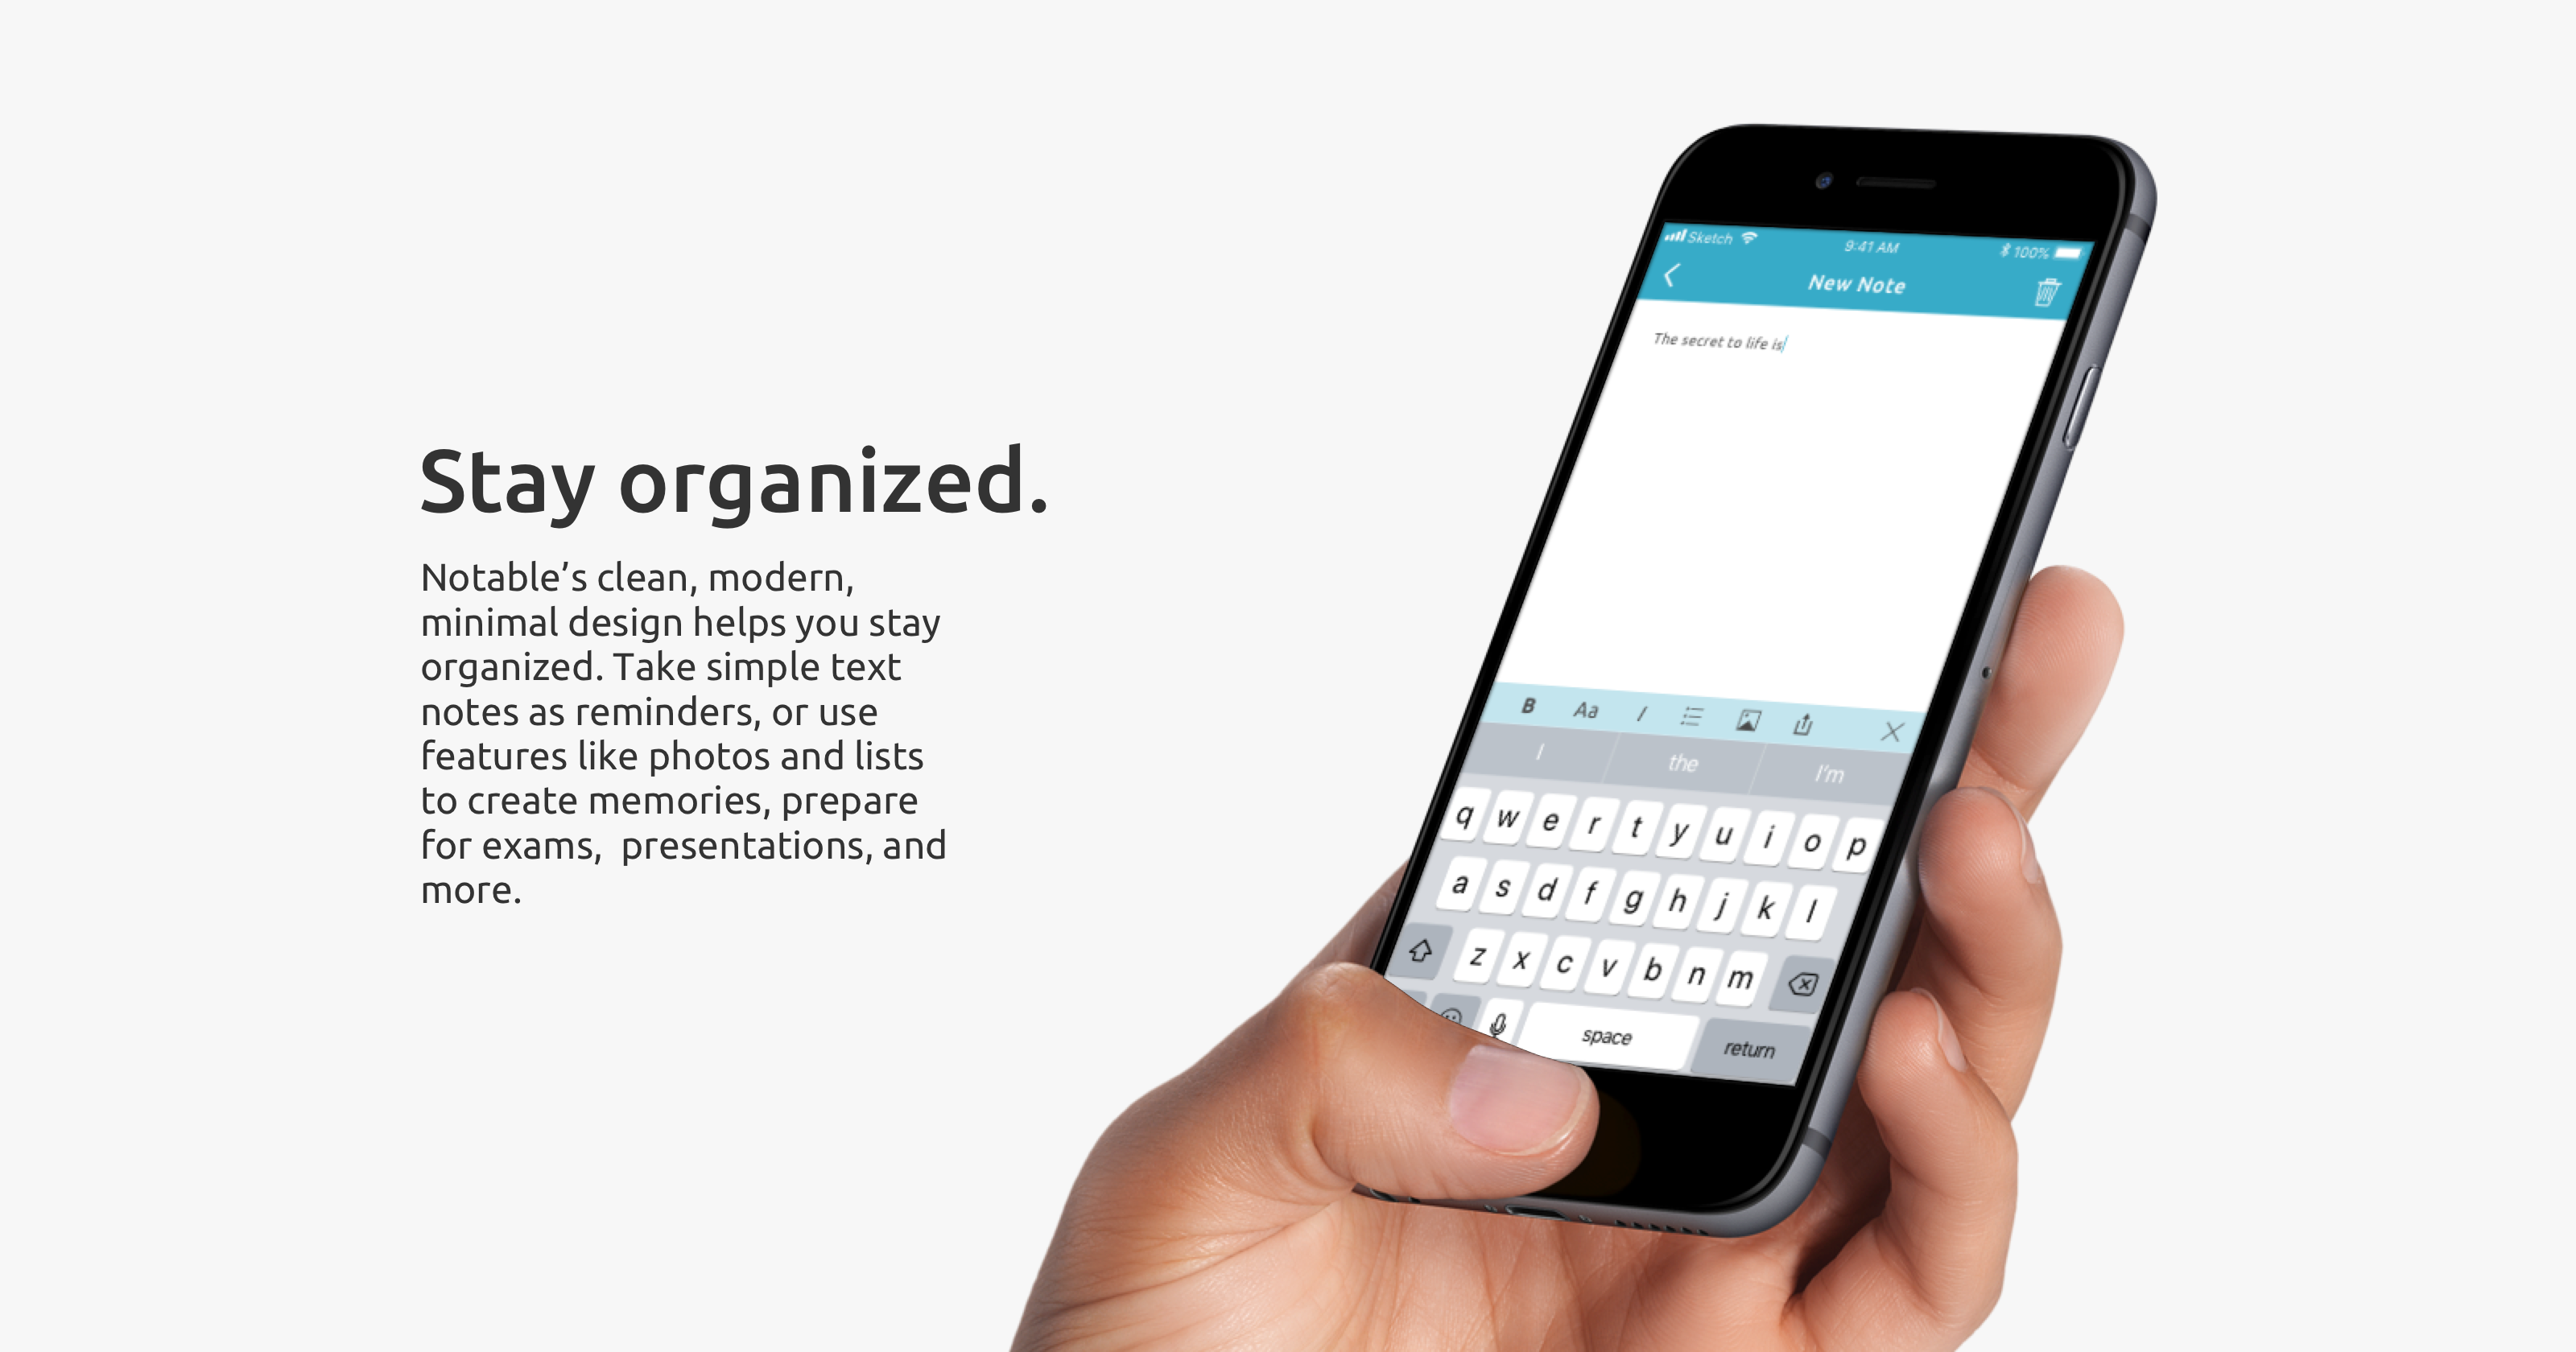 Stay organized.
Notable’s clean, modern,
minimal design helps you stay
organized. Take simple text
notes as reminders, or use
features like photos and lists
to create memories, prepare
for exams,  presentations, and
more.
Sketch 9:41 AM 100%
New Note
The secret to life is
B Aa I
I the I’m
q w e r t y u i o p
a s d f g h j k l
z x c v b n m
space return